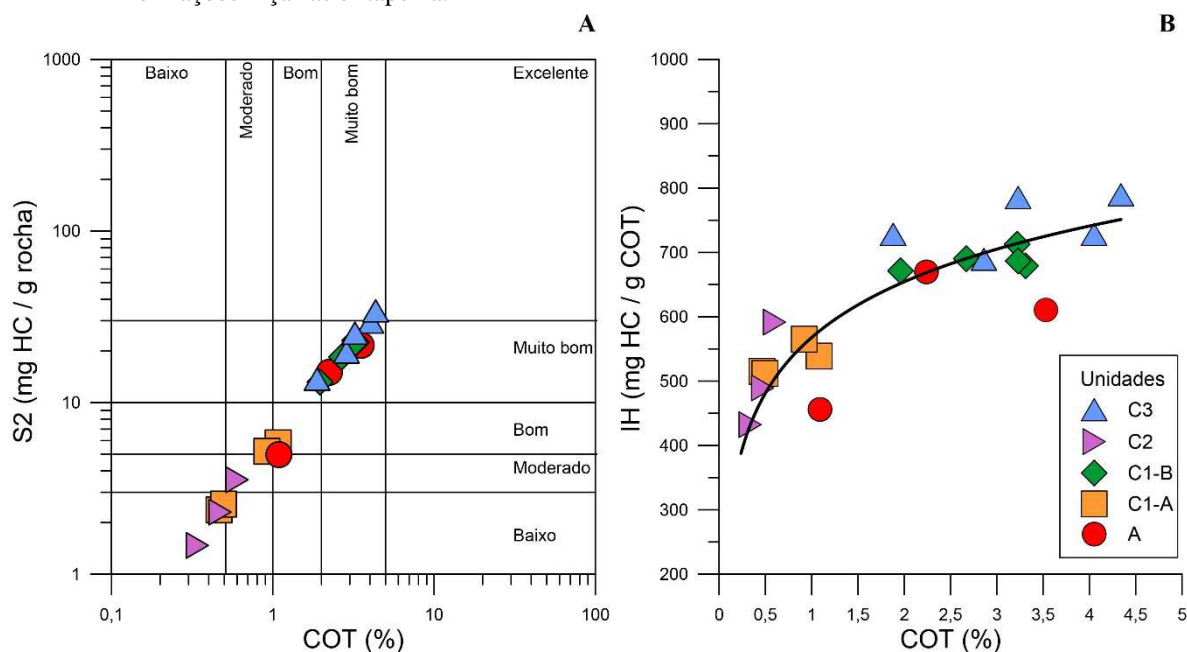 A
Baixo
Moderado
Bom
Muito bom
Excelente
Muito bom
Bom
Moderado
Baixo
1000
100
10
1
S2 (mg HC / g rocha)
0,1
1
10
100
COT (%)
B
1000
900
800
700
600
500
400
300
200
IH (mg HC / g COT)
0
0,5
1
1,5
2
2,5
3
3,5
4
4,5
5
COT (%)
Unidades
C3
C2
C1-B
C1-A
A